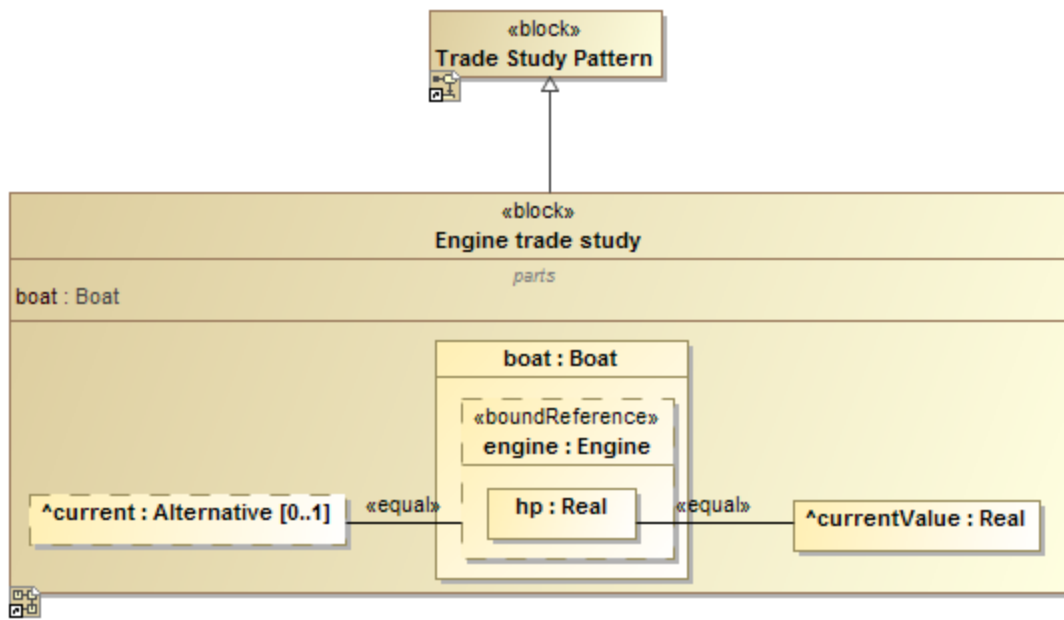 «block»
Trade Study Pattern
«block»
Engine trade study
parts
boat : Boat
boat : Boat
«boundReference»
engine : Engine
^current : Alternative [0..1]
«equal»
hp : Real
«equal»
^currentValue : Real